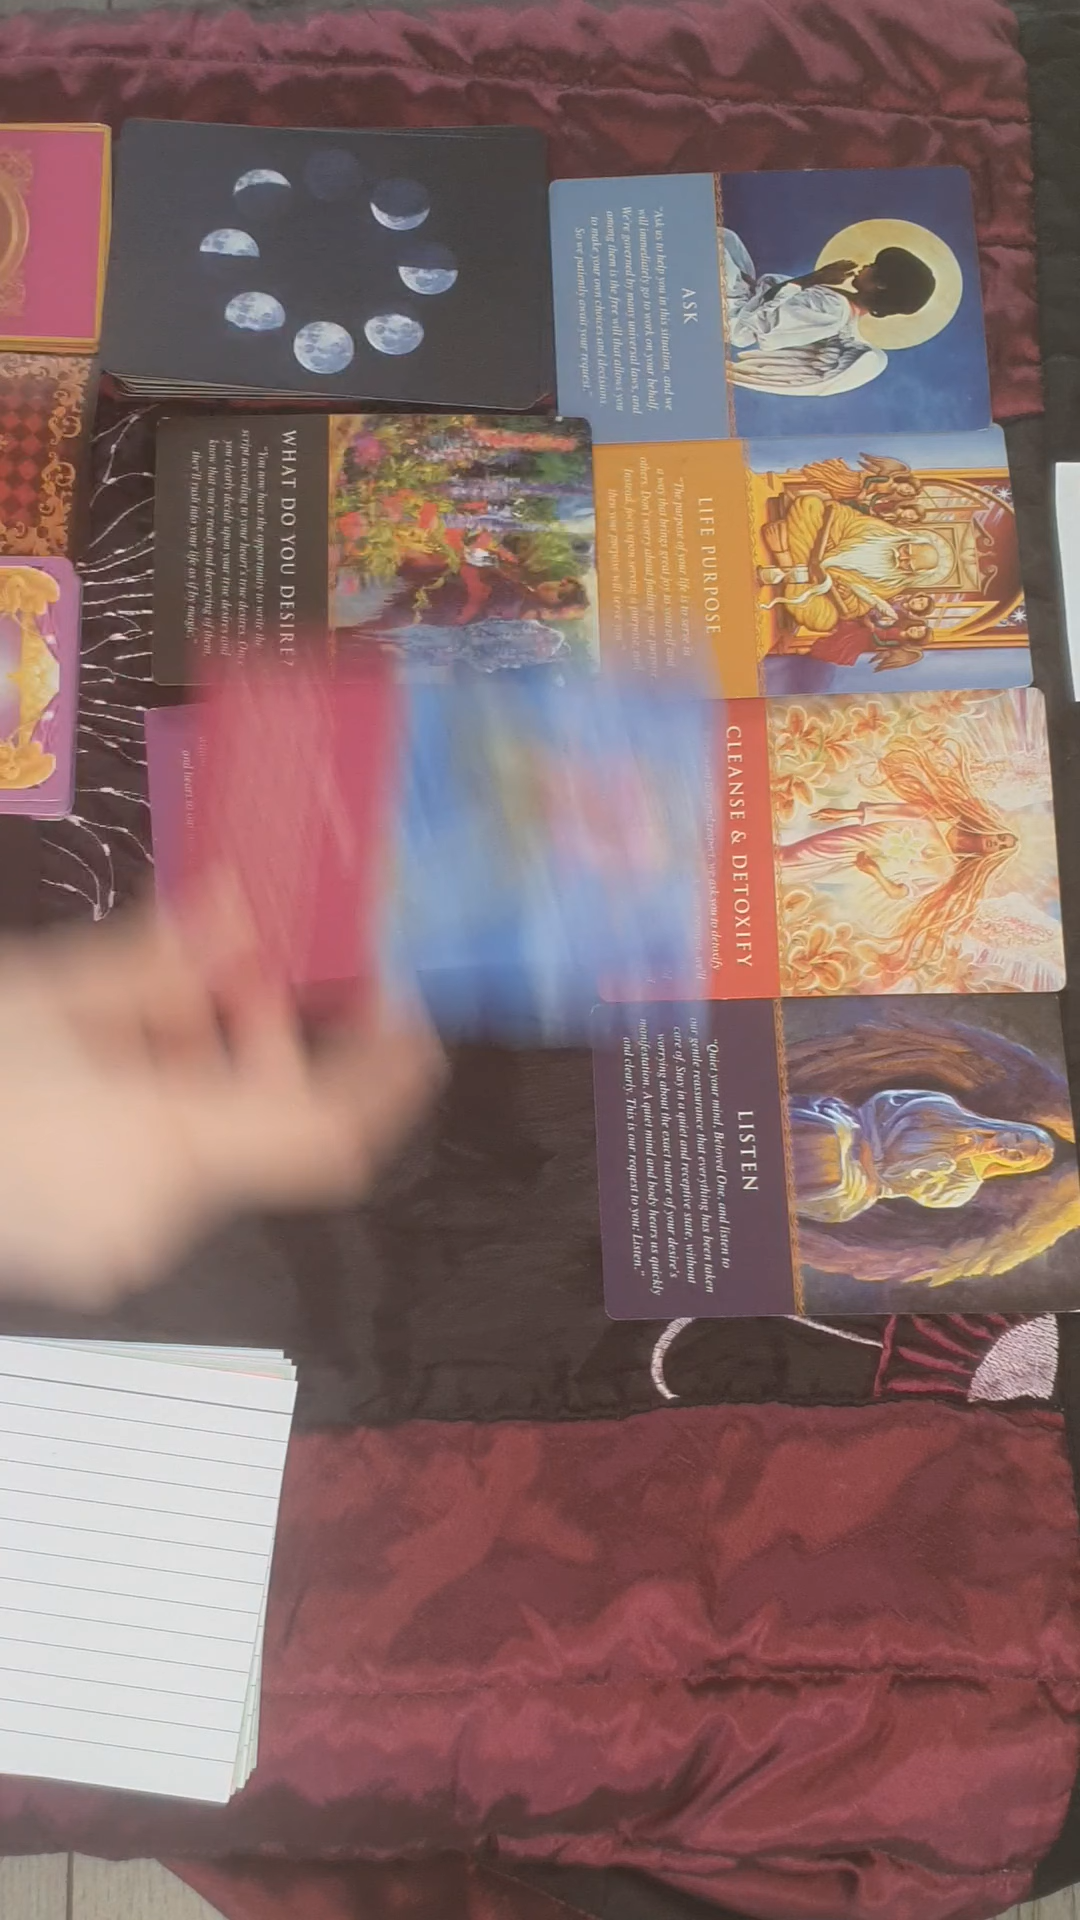 ASK
"Ask us to help you in this situation, and we
will immediately go to work on your behalf.
We're governed by many universal laws, and
among them is the free will that allows you
to make your own choices and decisions.
So we patiently await your request."
LIFE PURPOSE
"The purpose of your life is to serve in
a way that brings great joy to yourself and
others. Don't worry about finding your purpose.
Instead, focus upon serving a purpose, and
then your purpose will serve you."
CLEANSE & DETOXIFY
respect, we ask you to detoxify
LISTEN
"Quiet your mind, Beloved One, and listen to
our gentle reassurance that everything has been taken
care of. Stay in a quiet and receptive state, without
worrying about the exact nature of your desire's
manifestation. A quiet mind and body hears us quickly
and clearly. This is our request to you: Listen."
WHAT DO YOU DESIRE?
"You now have the opportunity to write the
script according to your heart's true desires. Once
you clearly decide upon your true desires and
know that you're ready and deserving of them,
they'll rush into your life as if by magic."
and